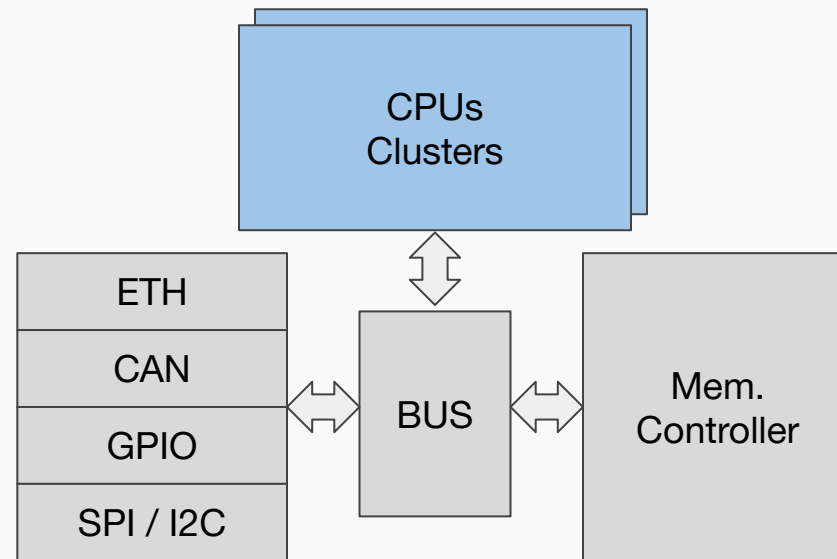 CPUs
Clusters
ETH
CAN
GPIO
SPI / I2C
BUS
Mem.
Controller